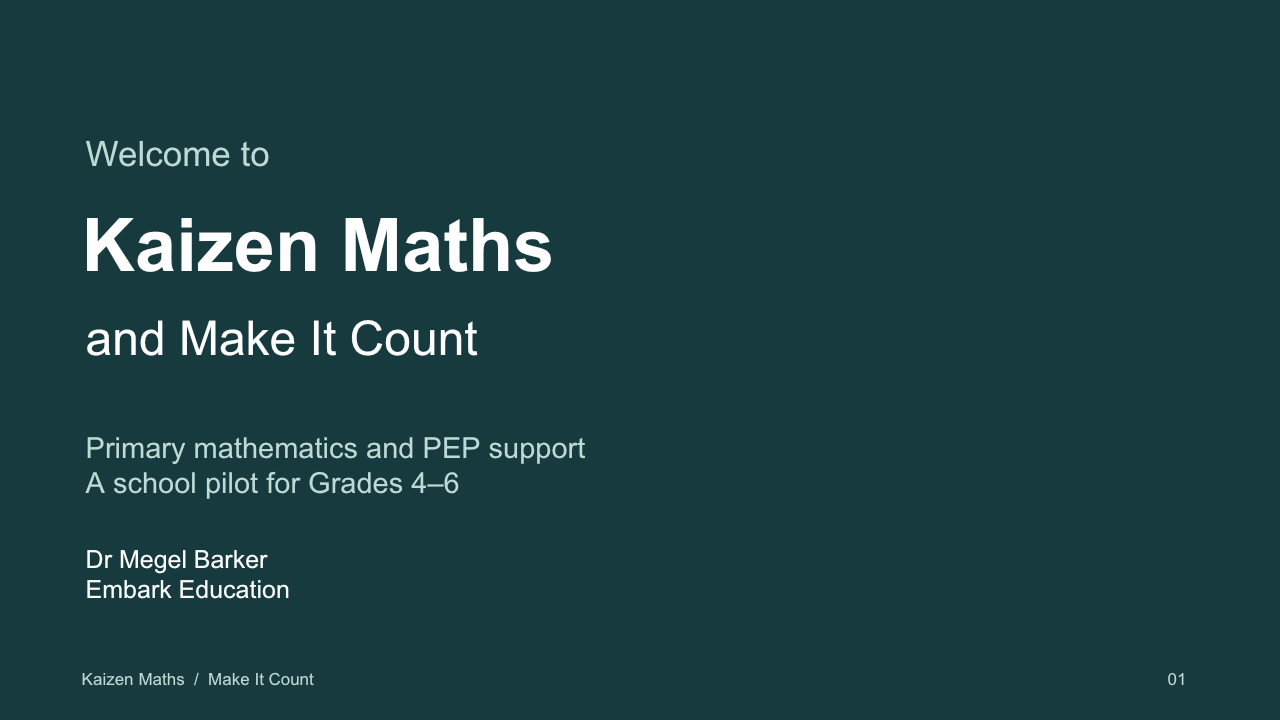 Welcome to
Kaizen Maths
and Make It Count
Primary mathematics and PEP support
A school pilot for Grades 4–6
Dr Megel Barker
Embark Education
Kaizen Maths / Make It Count
01